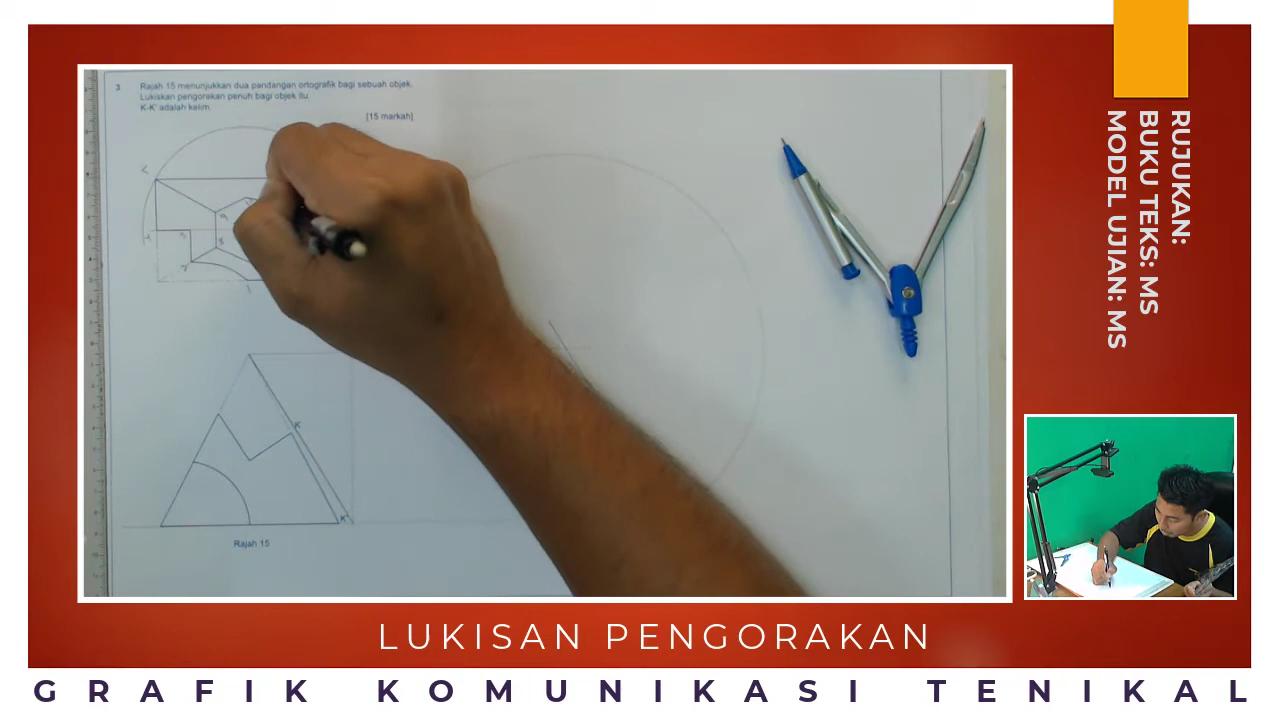 3 Rajah 15 menunjukkan dua pandangan ortografik bagi sebuah objek.
Lukiskan pengorakan penuh bagi objek itu.
K-K' adalah kelim.
[15 markah]
K
K'
Rajah 15
RUJUKAN:
BUKU TEKS: MS
MODEL UJIAN: MS
LUKISAN PENGORAKAN
GRAFIK KOMUNIKASI TENIKAL